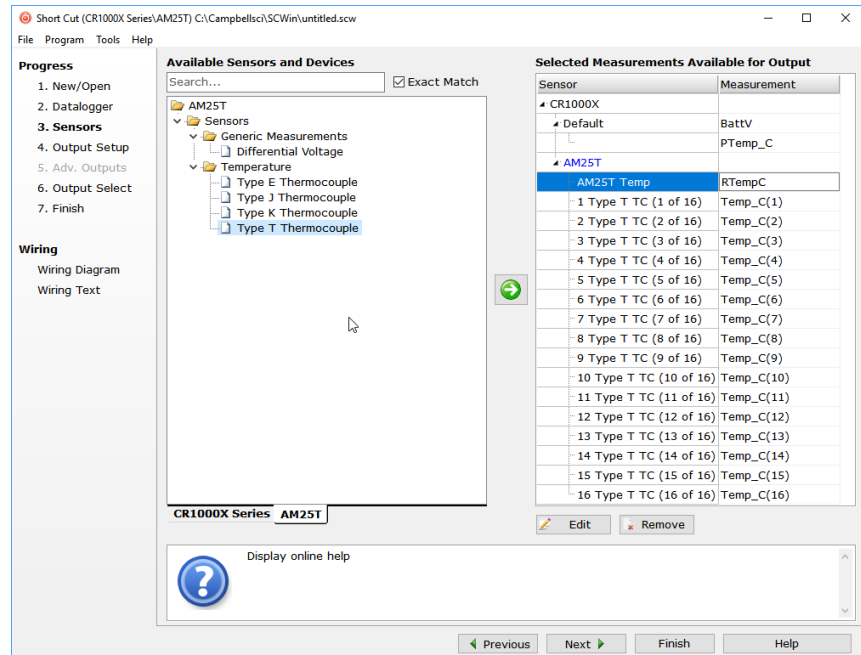 Short Cut (CR1000X Series\AM25T) C:\Campbellsci\SCWin\untitled.scw
File Program Tools Help
Progress
1. New/Open
2. Datalogger
3. Sensors
4. Output Setup
5. Adv. Outputs
6. Output Select
7. Finish
Wiring
Wiring Diagram
Wiring Text
Available Sensors and Devices
Search...
Exact Match
AM25T
Sensors
Generic Measurements
Differential Voltage
Temperature
Type E Thermocouple
Type J Thermocouple
Type K Thermocouple
Type T Thermocouple
CR1000X Series AM25T
Selected Measurements Available for Output
Sensor Measurement
CR1000X
Default BattV
PTemp_C
AM25T
AM25T Temp RTempC
1 Type T TC (1 of 16) Temp_C(1)
2 Type T TC (2 of 16) Temp_C(2)
3 Type T TC (3 of 16) Temp_C(3)
4 Type T TC (4 of 16) Temp_C(4)
5 Type T TC (5 of 16) Temp_C(5)
6 Type T TC (6 of 16) Temp_C(6)
7 Type T TC (7 of 16) Temp_C(7)
8 Type T TC (8 of 16) Temp_C(8)
9 Type T TC (9 of 16) Temp_C(9)
10 Type T TC (10 of 16) Temp_C(10)
11 Type T TC (11 of 16) Temp_C(11)
12 Type T TC (12 of 16) Temp_C(12)
13 Type T TC (13 of 16) Temp_C(13)
14 Type T TC (14 of 16) Temp_C(14)
15 Type T TC (15 of 16) Temp_C(15)
16 Type T TC (16 of 16) Temp_C(16)
Edit Remove
Display online help
Previous Next Finish Help